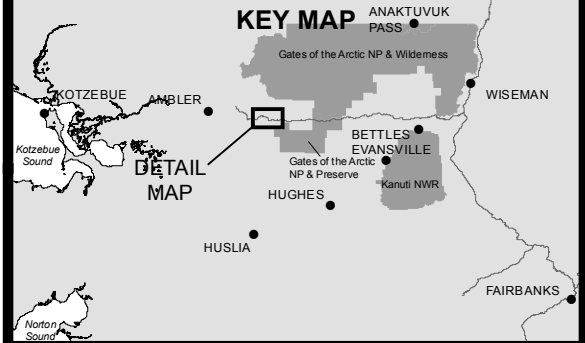 KEY MAP
ANAKTUVUK
PASS
Gates of the Arctic NP & Wilderness
KOTZEBUE
AMBLER
WISEMAN
Kotzebue
Sound
BETTLES
EVANSVILLE
DETAIL
MAP
Gates of the Arctic
NP & Preserve
Kanuti NWR
HUGHES
HUSLIA
FAIRBANKS
Norton
Sound